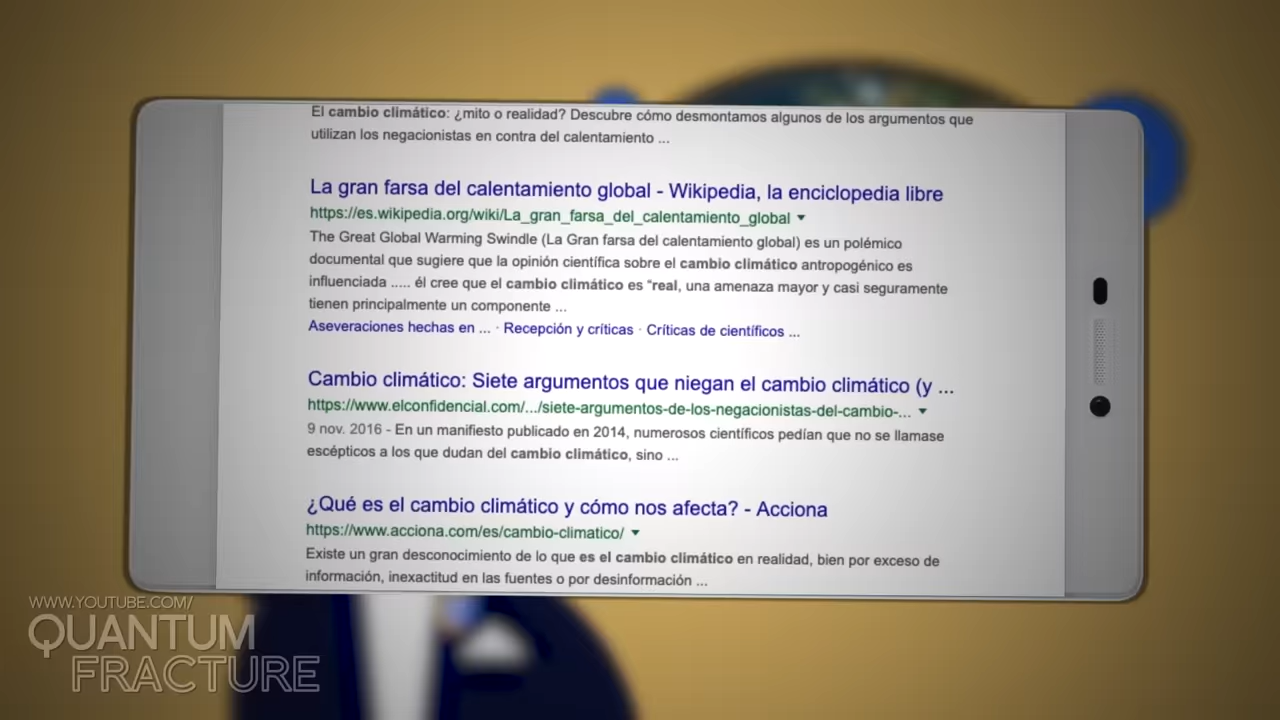 El cambio climático: ¿mito o realidad? Descubre cómo desmontamos algunos de los argumentos que
utilizan los negacionistas en contra del calentamiento ...
La gran farsa del calentamiento global - Wikipedia, la enciclopedia libre
https://es.wikipedia.org/wiki/La_gran_farsa_del_calentamiento_global
The Great Global Warming Swindle (La Gran farsa del calentamiento global) es un polémico
documental que sugiere que la opinión científica sobre el cambio climático antropogénico es
influenciada ..... él cree que el cambio climático es “real, una amenaza mayor y casi seguramente
tienen principalmente un componente ...
Aseveraciones hechas en ... · Recepción y críticas · Críticas de científicos ...
Cambio climático: Siete argumentos que niegan el cambio climático (y ...
https://www.elconfidencial.com/.../siete-argumentos-de-los-negacionistas-del-cambio-...
9 nov. 2016 - En un manifiesto publicado en 2014, numerosos científicos pedían que no se llamase
escépticos a los que dudan del cambio climático, sino ...
¿Qué es el cambio climático y cómo nos afecta? - Acciona
https://www.acciona.com/es/cambio-climatico/
Existe un gran desconocimiento de lo que es el cambio climático en realidad, bien por exceso de
información, inexactitud en las fuentes o por desinformación ...
WWW.YOUTUBE.COM/
QUANTUM
FRACTURE